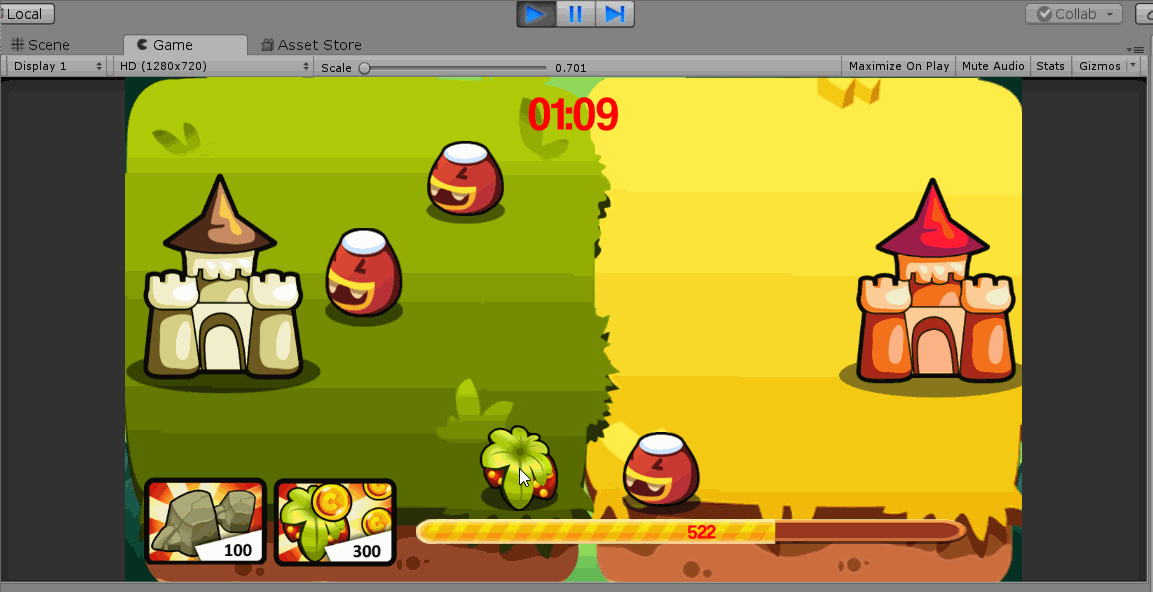 Local
Collab
Scene
Game
Asset Store
Display 1
HD (1280x720)
Scale
0.701
Maximize On Play
Mute Audio
Stats
Gizmos
01:09
522
100
300